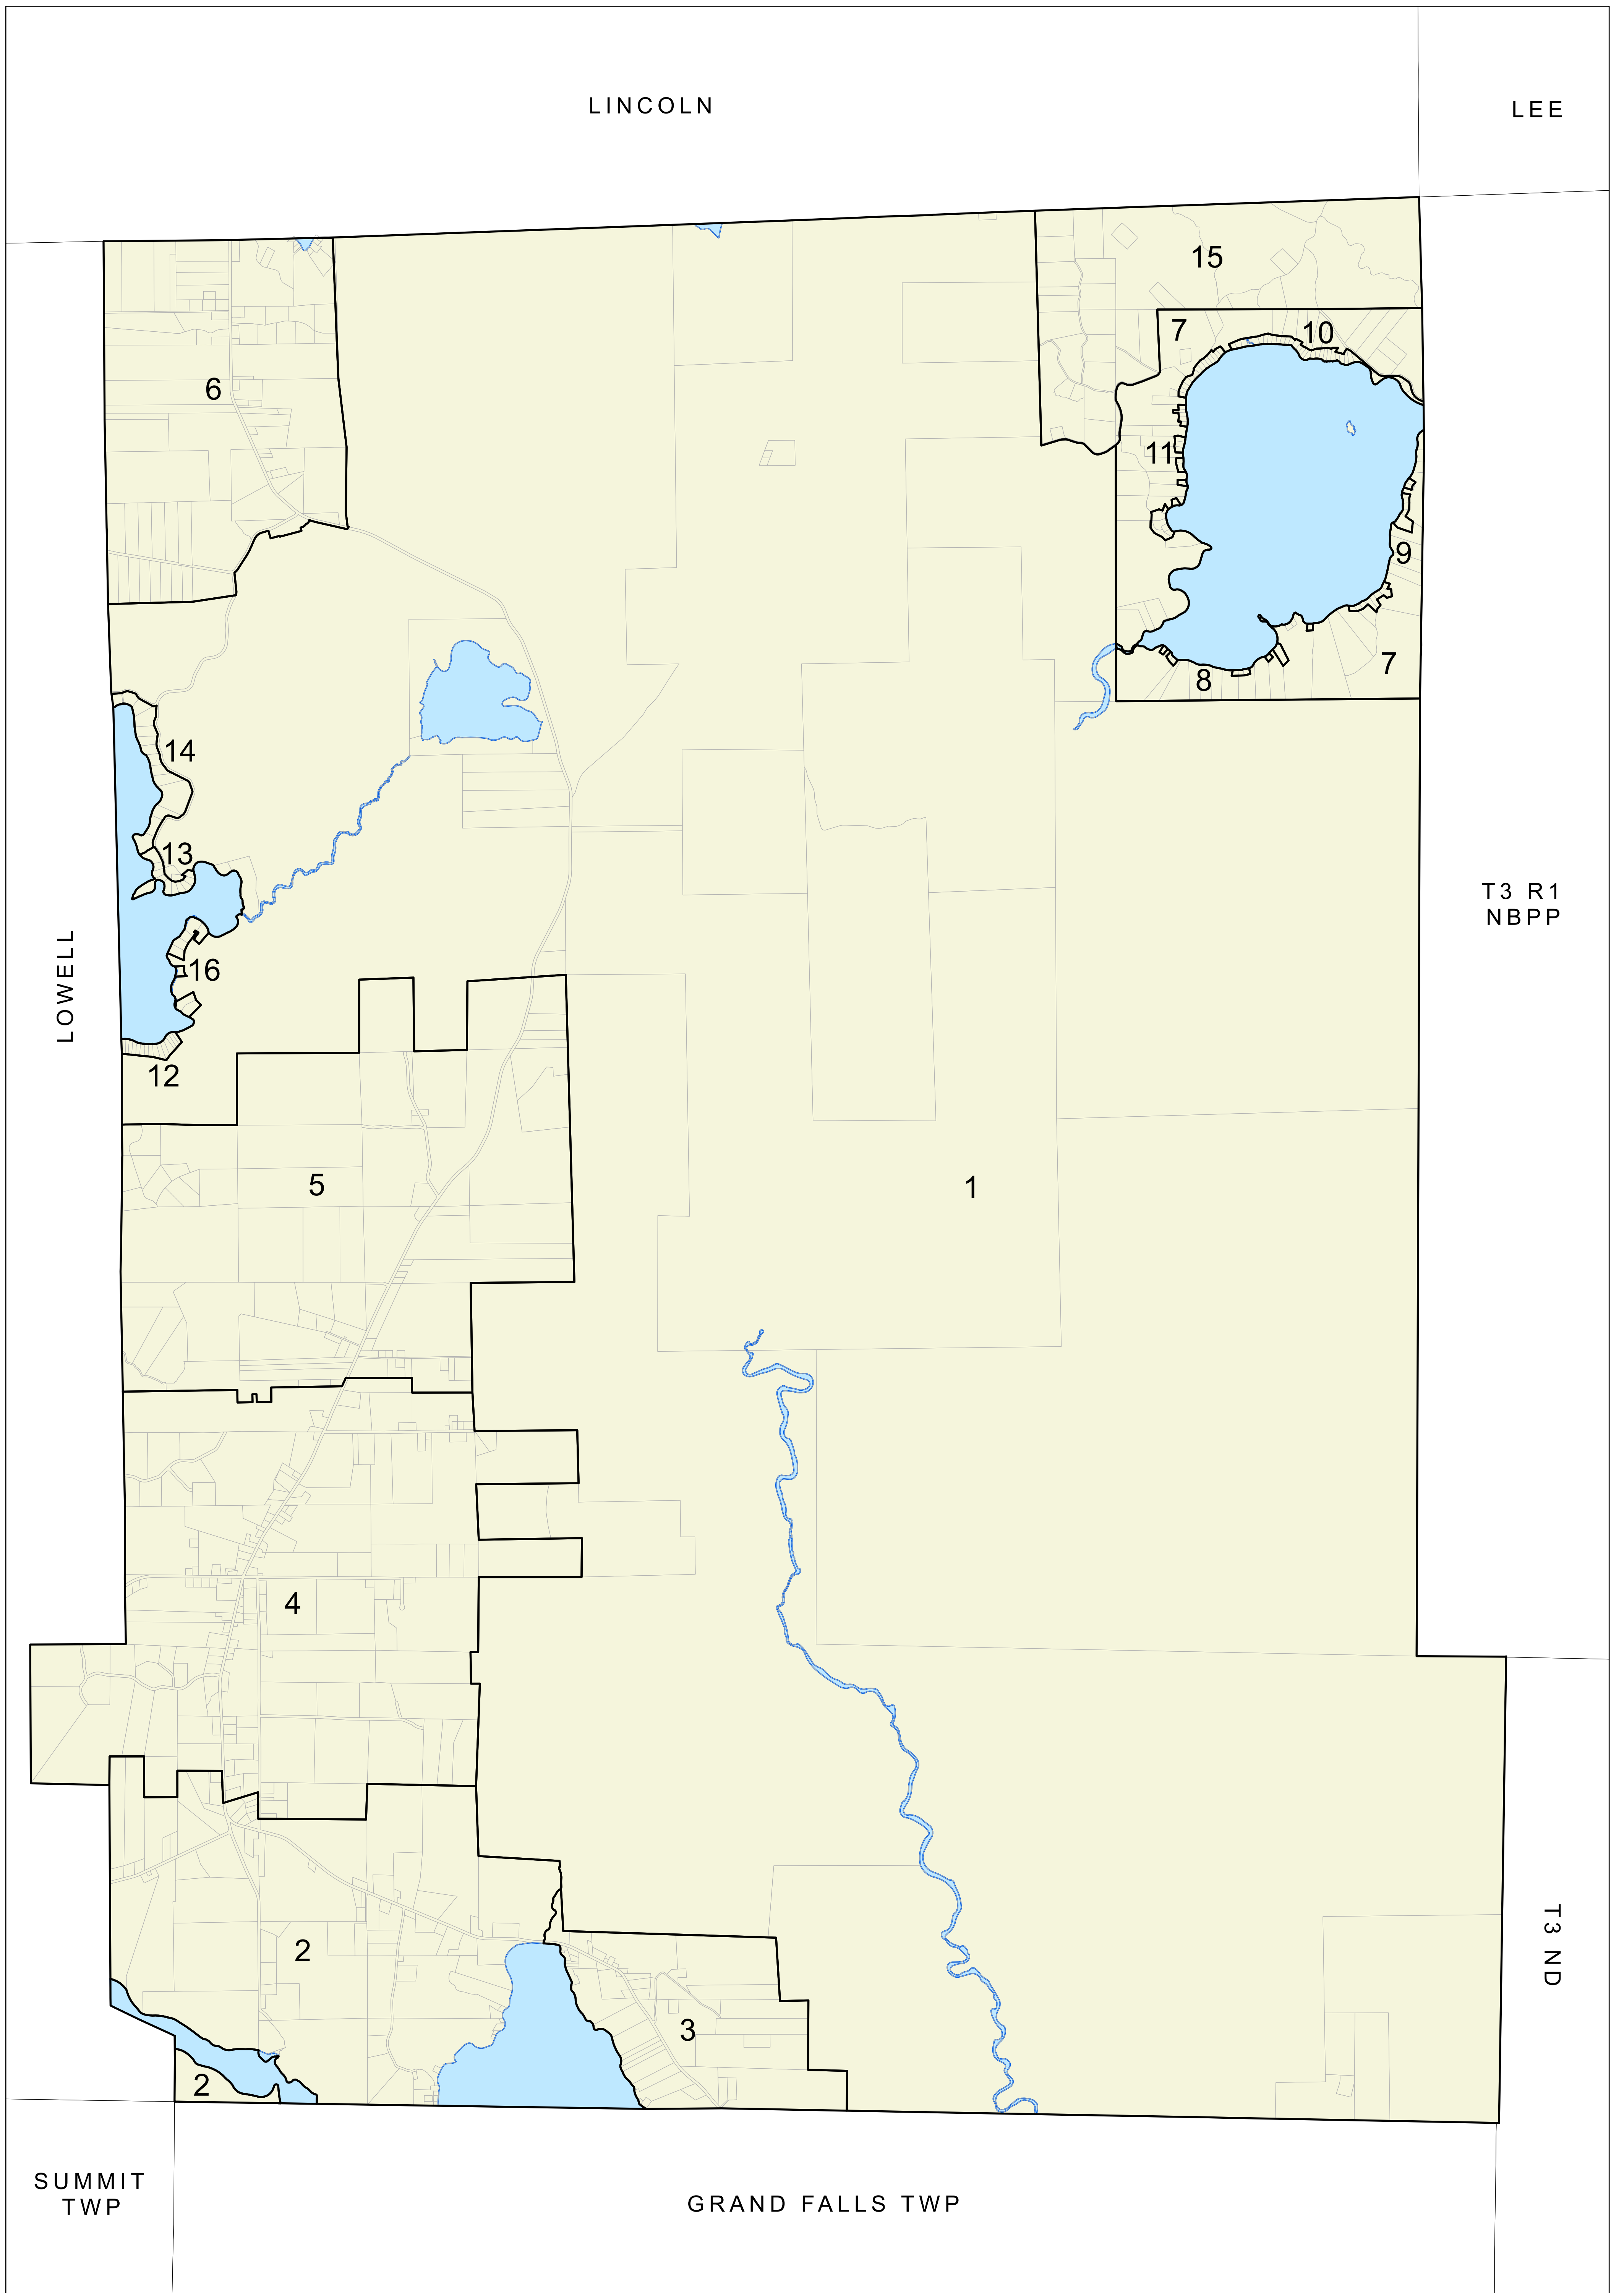 LINCOLN
LEE
15
7
10
6
11
9
7
8
14
13
T3 R1
NBPP
16
LOWELL
12
5
1
4
2
T3 ND
3
2
SUMMIT
TWP
GRAND FALLS TWP